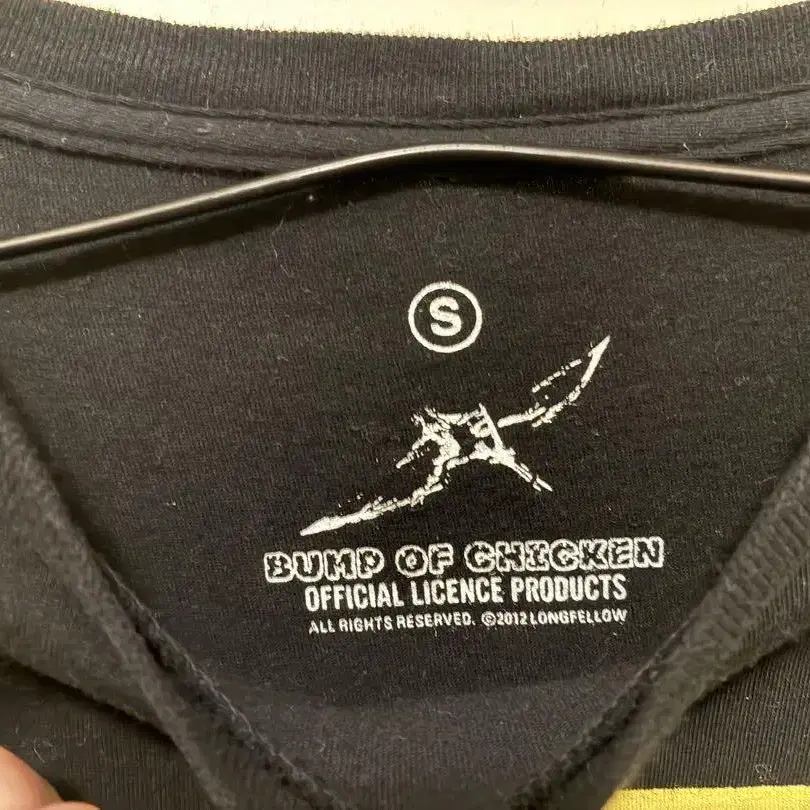 S
BUMP OF CHICKEN
OFFICIAL LICENCE PRODUCTS
ALL RIGHTS RESERVED. ©2012 LONGFELLOW